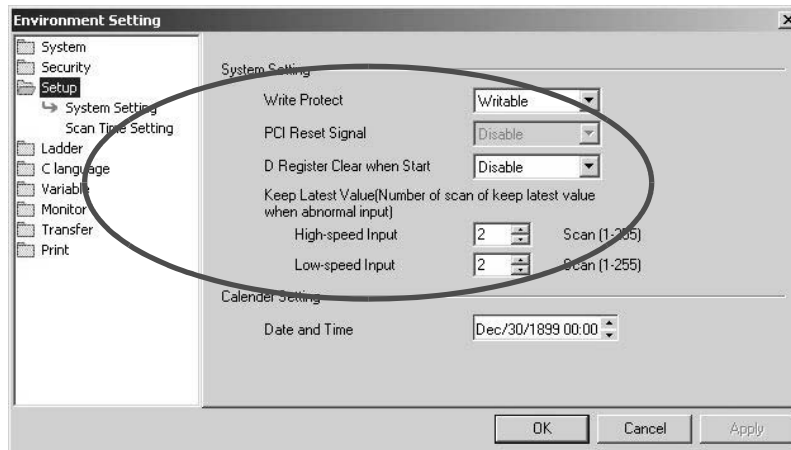 Environment Setting
System
Security
Setup
System Setting
Scan Time Setting
Ladder
C language
Variable
Monitor
Transfer
Print
System Setting
Write Protect
Writable
PCI Reset Signal
Disable
D Register Clear when Start
Disable
Keep Latest Value(Number of scan of keep latest value
when abnormal input)
High-speed Input
2
Scan (1-255)
Low-speed Input
2
Scan (1-255)
Calender Setting
Date and Time
Dec/30/1899 00:00
OK
Cancel
Apply